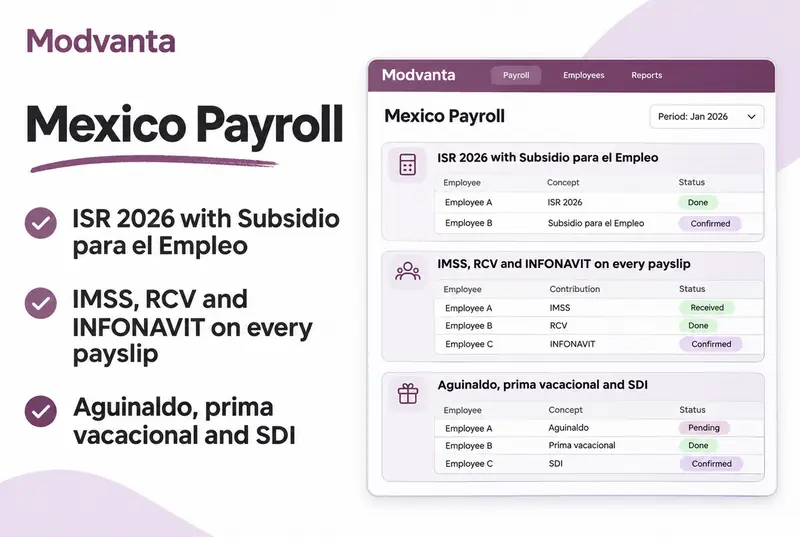 Modvanta
Mexico Payroll
ISR 2026 with Subsidio
para el Empleo
IMSS, RCV and
INFONAVIT on every
payslip
Aguinaldo, prima
vacacional and SDI
Modvanta Payroll Employees Reports
Mexico Payroll Period: Jan 2026
ISR 2026 with Subsidio para el Empleo
Employee Concept Status
Employee A ISR 2026 Done
Employee B Subsidio para el Empleo Confirmed
IMSS, RCV and INFONAVIT on every payslip
Employee Contribution Status
Employee A IMSS Received
Employee B RCV Done
Employee C INFONAVIT Confirmed
Aguinaldo, prima vacacional and SDI
Employee Concept Status
Employee A Aguinaldo Pending
Employee B Prima vacacional Done
Employee C SDI Confirmed